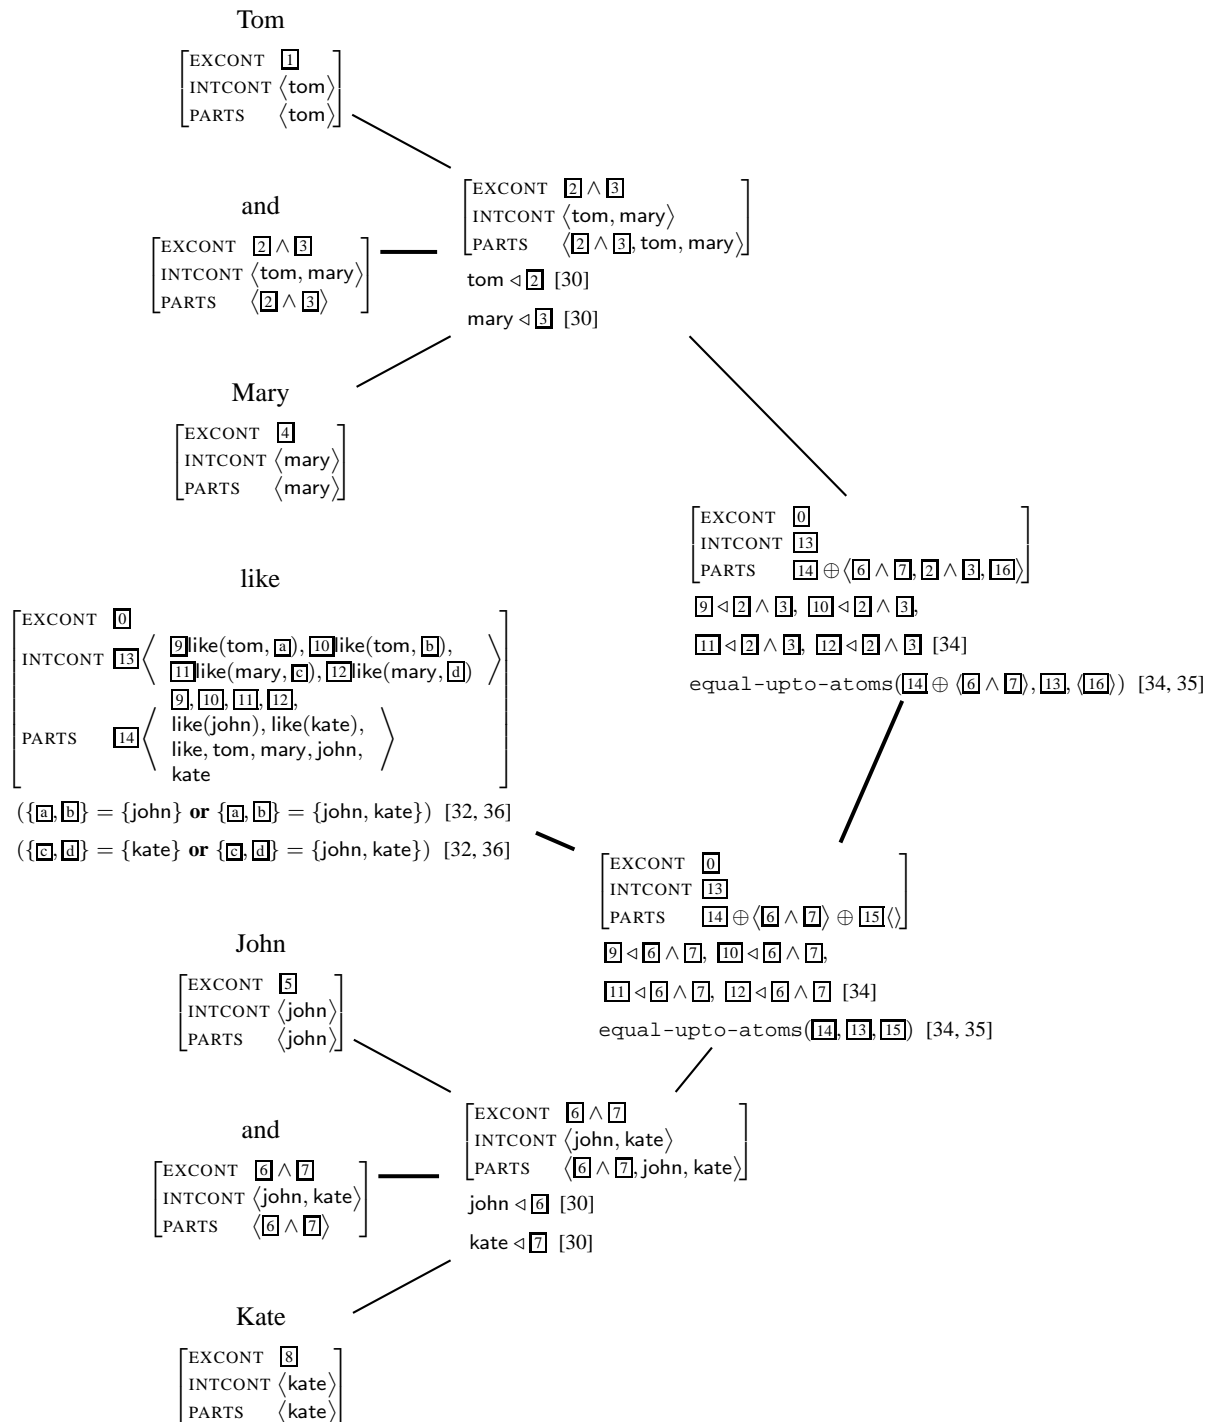 Tom
EXCONT 1
INTCONT ⟨tom⟩
PARTS ⟨tom⟩
and
EXCONT 2 ∧ 3
INTCONT ⟨tom, mary⟩
PARTS ⟨2 ∧ 3⟩
EXCONT 2 ∧ 3
INTCONT ⟨tom, mary⟩
PARTS ⟨2 ∧ 3, tom, mary⟩
tom ◁ 2 [30]
mary ◁ 3 [30]
Mary
EXCONT 4
INTCONT ⟨mary⟩
PARTS ⟨mary⟩
EXCONT 0
INTCONT 13
PARTS 14 ⊕ ⟨6 ∧ 7, 2 ∧ 3, 16⟩
9 ◁ 2 ∧ 3, 10 ◁ 2 ∧ 3,
11 ◁ 2 ∧ 3, 12 ◁ 2 ∧ 3 [34]
equal-upto-atoms(14 ⊕ ⟨6 ∧ 7⟩, 13, ⟨16⟩) [34, 35]
like
EXCONT 0
INTCONT 13 ⟨ 9like(tom, a), 10like(tom, b),
11like(mary, c), 12like(mary, d) ⟩
PARTS 14 ⟨ 9, 10, 11, 12,
like(john), like(kate),
like, tom, mary, john,
kate ⟩
({a, b} = {john} or {a, b} = {john, kate}) [32, 36]
({c, d} = {kate} or {c, d} = {john, kate}) [32, 36]
EXCONT 0
INTCONT 13
PARTS 14 ⊕ ⟨6 ∧ 7⟩ ⊕ 15⟨⟩
9 ◁ 6 ∧ 7, 10 ◁ 6 ∧ 7,
11 ◁ 6 ∧ 7, 12 ◁ 6 ∧ 7 [34]
equal-upto-atoms(14, 13, 15) [34, 35]
John
EXCONT 5
INTCONT ⟨john⟩
PARTS ⟨john⟩
and
EXCONT 6 ∧ 7
INTCONT ⟨john, kate⟩
PARTS ⟨6 ∧ 7⟩
EXCONT 6 ∧ 7
INTCONT ⟨john, kate⟩
PARTS ⟨6 ∧ 7, john, kate⟩
john ◁ 6 [30]
kate ◁ 7 [30]
Kate
EXCONT 8
INTCONT ⟨kate⟩
PARTS ⟨kate⟩